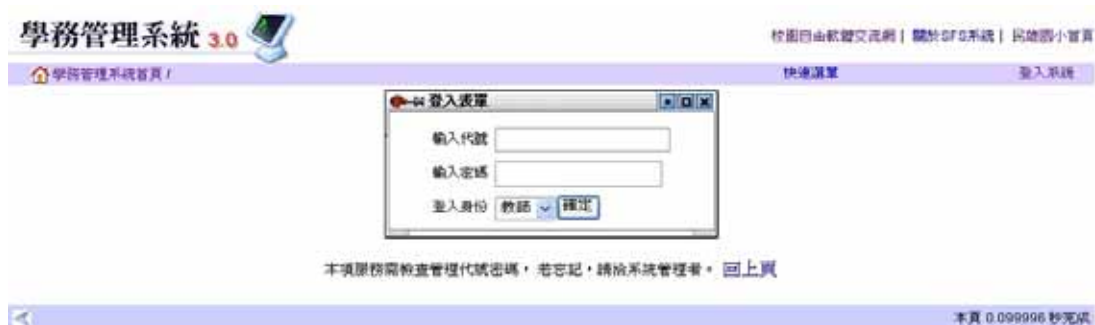 學務管理系統 3.0
校園自由軟體交流網 | 關於SFS系統 | 民雄國小首頁
學務管理系統首頁 /
快速選單
登入系統
登入表單
輸入代號
輸入密碼
登入身份 教師 確定
本項服務需檢查管理代號密碼，若忘記，請洽系統管理者。 回上頁
本頁 0.099996 秒完成